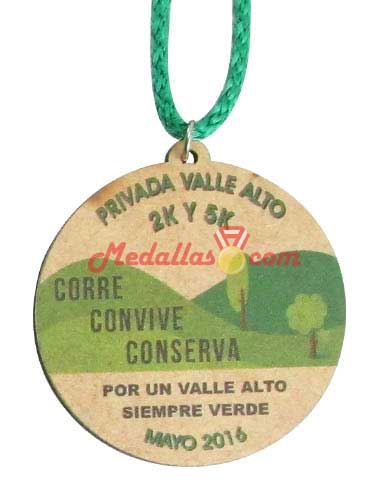 PRIVADA VALLE ALTO
2K Y 5K
Medallas.com
CORRE
CONVIVE
CONSERVA
POR UN VALLE ALTO
SIEMPRE VERDE
MAYO 2016